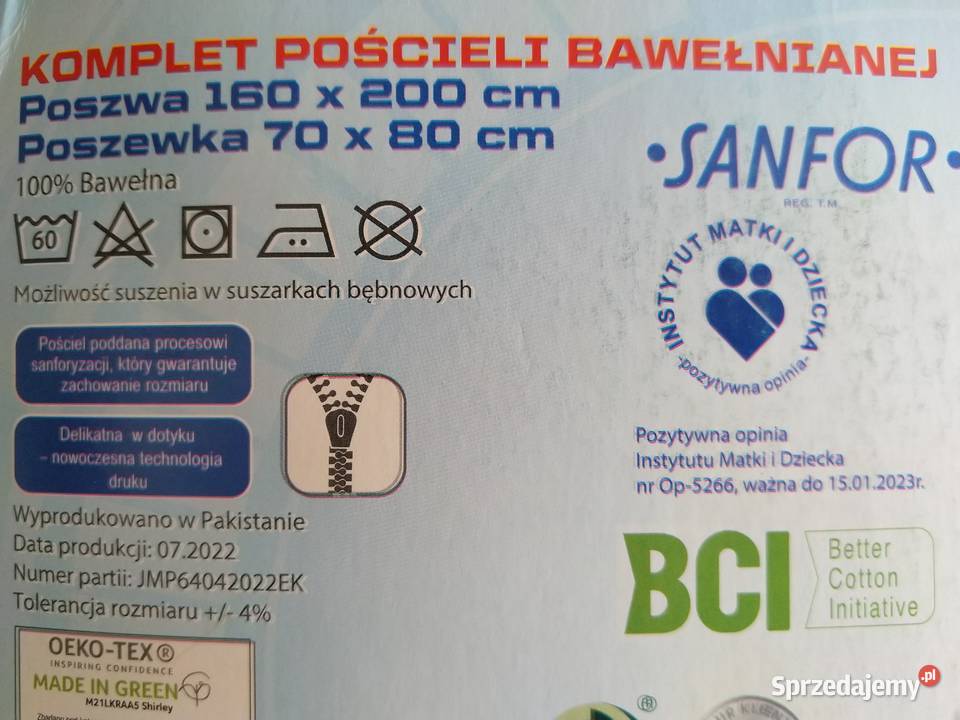 KOMPLET POŚCIELI BAWEŁNIANEJ
Poszwa 160 x 200 cm
Poszewka 70 x 80 cm
100% Bawełna
60
Możliwość suszenia w suszarkach bębnowych
•SANFOR•
REG. T.M.
INSTYTUT MATKI I DZIECKA
-pozytywna opinia-
Pościel poddana procesowi
sanforyzacji, który gwarantuje
zachowanie rozmiaru
Delikatna w dotyku
– nowoczesna technologia
druku
Pozytywna opinia
Instytutu Matki i Dziecka
nr Op-5266, ważna do 15.01.2023r.
Wyprodukowano w Pakistanie
Data produkcji: 07.2022
Numer partii: JMP64042022EK
Tolerancja rozmiaru +/- 4%
BCI
Better
Cotton
Initiative
OEKO-TEX®
INSPIRING CONFIDENCE
MADE IN GREEN
M21LKRAA5 Shirley
®
Sprzedajemy.pl